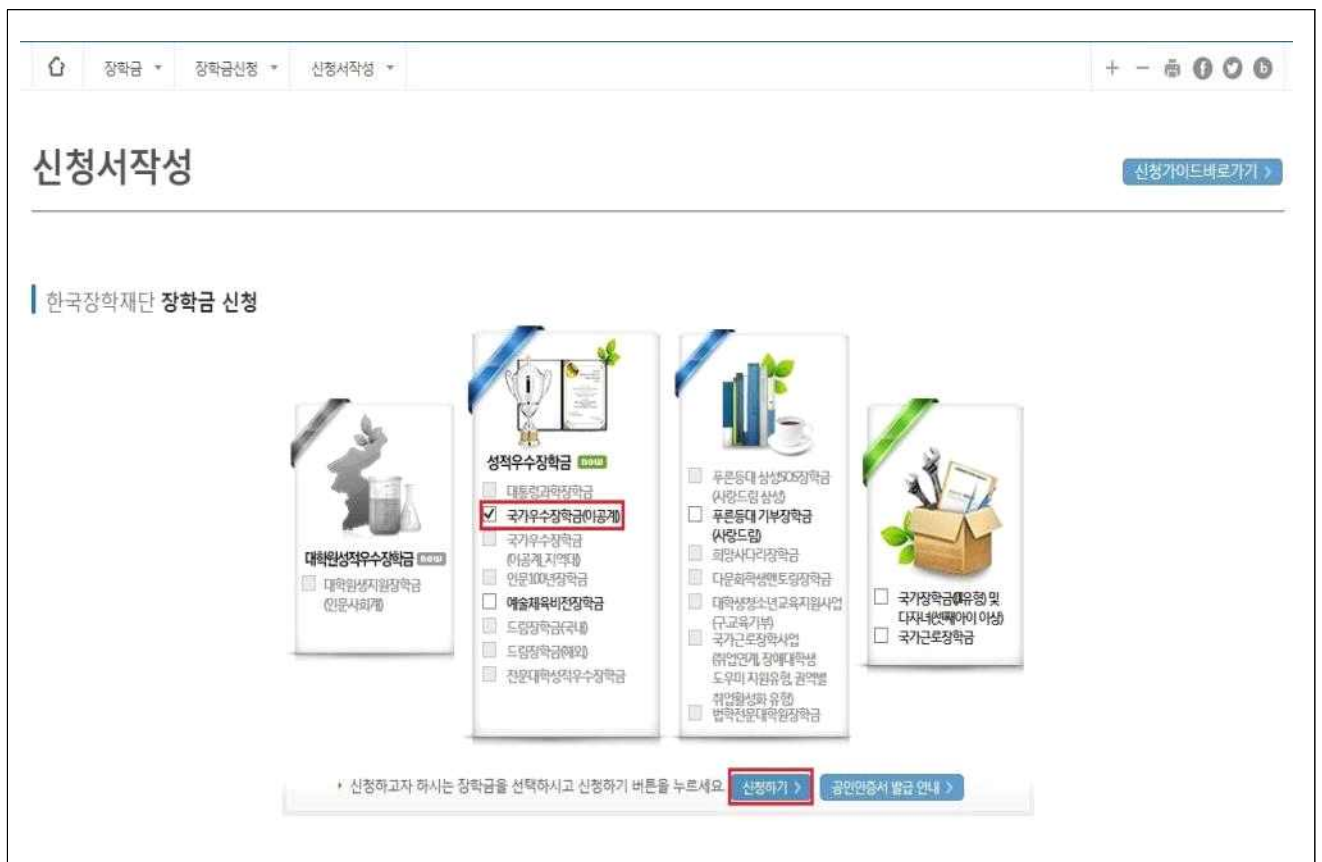 장학금
장학금신청
신청서작성
신청서작성
신청가이드바로가기 >
한국장학재단 장학금 신청
대학원성적우수장학금 new
대학원생지원장학금
(인문사회계)
성적우수장학금 new
대통령과학장학금
국가우수장학금(이공계)
국가우수장학금
(이공계,지역대)
인문100년장학금
예술체육비전장학금
드림장학금(국내)
드림장학금(해외)
전문대학성적우수장학금
푸른등대 삼성SOS장학금
(사랑드림 삼성)
푸른등대 기부장학금
(사랑드림)
희망사다리장학금
다문화학생멘토링장학금
대학생청소년교육지원사업
(구.교육기부)
국가근로장학사업
(취업연계, 장애대학생
도우미 지원유형, 권역별
취업활성화 유형)
법학전문대학원장학금
및
다자녀(셋째아이 이상)
국가근로장학금
신청하고자 하시는 장학금을 선택하시고 신청하기 버튼을 누르세요.
신청하기 >
공인인증서 발급 안내 >